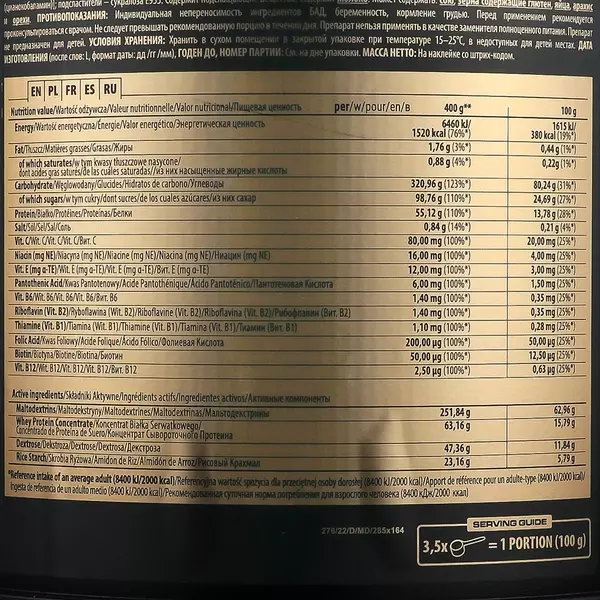 (цианокобаламин)); подсластители – сукралоза Е955.
и орехи. ПРОТИВОПОКАЗАНИЯ: Индивидуальная непереносимость ингредиентов БАД, беременность, кормление грудью. Перед применением рекомендуется
проконсультироваться с врачом. Не следует превышать рекомендованную порцию в течение дня. Препарат нельзя применять в качестве заменителя полноценного питания. Препарат
не предназначен для детей. УСЛОВИЯ ХРАНЕНИЯ: Хранить в сухом помещении в закрытой упаковке при температуре 15–25°C, в недоступных для детей местах. ДАТА
ИЗГОТОВЛЕНИЯ (после слов: L, формат даты: дд/гг/мм), ГОДЕН ДО, НОМЕР ПАРТИИ: См. на дне упаковки. МАССА НЕТТО: На наклейке со штрих-кодом.
EN PL FR ES RU
Nutrition value/Wartość odżywcza/Valeur nutritionnelle/Valor nutricional/Пищевая ценность per/w/pour/en/в 400 g** 100 g
Energy/Wartość energetyczna/Énergie/Valor energético/Энергетическая ценность 6460 kJ/ 1615 kJ/
1520 kcal (76%*) 380 kcal (19%*)
Fat/Tłuszcz/Matières grasses/Grasas/Жиры 1,76 g (3%*) 0,44 g (1%*)
of which saturates/w tym kwasy tłuszczowe nasycone/ 0,88 g (4%*) 0,22g (1%*)
dont acides gras saturés/de las cuales saturadas//из них насыщенные жирные кислоты
Carbohydrate/Węglowodany/Glucides/Hidratos de carbono/Углеводы 320,96 g (123%*) 80,24 g (31%*)
of which sugars/w tym cukry/dont sucres/de los cuales azúcares/из них сахар 98,76 g (110%*) 24,69 g (27%*)
Protein/Białko/Protéines/Proteínas/Белки 55,12 g (110%*) 13,78 g (28%*)
Salt/Sól/Sel/Sal/Соль 0,84 g (14%*) 0,21 g (4%*)
Vit. C/Wit. C/Vit. C/Vit. C/Вит. C 80,00 mg (100%*) 20,00 mg (25%*)
Niacin (mg NE)/Niacyna (mg NE)/Niacine (mg NE)/Niacina (mg NE)/Ниацин (mg NE) 16,00 mg (100%*) 4,00 mg (25%*)
Vit. E (mg α-TE)/Wit. E (mg α-TE)/Vit. E (mg α-TE)/Vit. E (mg α-TE)/Вит. E (mg α-TE) 12,00 mg (100%*) 3,00 mg (25%*)
Pantothenic Acid/Kwas Pantotenowy/Acide Pantothénique/Ácido Pantoténico/Пантотеновая Кислота 6,00 mg (100%*) 1,50 mg (25%*)
Vit. B6/Wit. B6/Vit. B6/Vit. B6/Вит. B6 1,40 mg (100%*) 0,35 mg (25%*)
Riboflavin (Vit. B2)/Ryboflawina (Wit. B2)/Riboflavine (Vit. B2)/Riboflavina (Vit. B2)/Рибофлавин (Вит. B2) 1,40 mg (100%*) 0,35 mg (25%*)
Thiamine (Vit. B1)/Tiamina (Wit. B1)/Thiamine (Vit. B1)/Tiamina (Vit. B1)/Тиамин (Вит. B1) 1,10 mg (100%*) 0,28 mg (25%*)
Folic Acid/Kwas Foliowy/Acide Folique/Ácido Fólico/Фолиевая Кислота 200,00 µg (100%*) 50,00 µg (25%*)
Biotin/Biotyna/Biotine/Biotina/Биотин 50,00 µg (100%*) 12,50 µg (25%*)
Vit. B12/Wit. B12/Vit. B12/Vit. B12/Вит. B12 2,50 µg (100%*) 0,63 µg (25%*)
Active ingredients/Składniki Aktywne/Ingrédients actifs/Ingredientes activos/Активные компоненты
Maltodextrins/Maltodekstryny/Maltodextrines/Maltodextrinas/Мальтодекстрины 251,84 g 62,96 g
Whey Protein Concentrate/Koncentrat Białka Serwatkowego/ 63,16 g 15,79 g
Concentrado de Proteína de Suero/Концентрат Сывороточного Протеина
Dextrose/Dekstroza/Dextrose/Dextrosa/Декстроза 47,36 g 11,84 g
Rice Starch/Skrobia Ryżowa/Amidon de Riz/Almidón de Arroz/Рисовый Крахмал 23,16 g 5,79 g
*Reference intake of an average adult (8400 kJ/2000 kcal)/Referencyjna wartość spożycia dla przeciętnej osoby dorosłej (8400 kJ/2000 kcal)/Apport de référence pour un adulte-type (8400 kJ/2000 kcal)/
Ingesta de referencia de un adulto medio (8400 kJ/2000 kcal)/Рекомендованная суточная норма потребления для взрослого человека (8400 кДж/2000 ккал)
276/22/D/MD/285x164
SERVING GUIDE
3,5x = 1 PORTION (100 g)